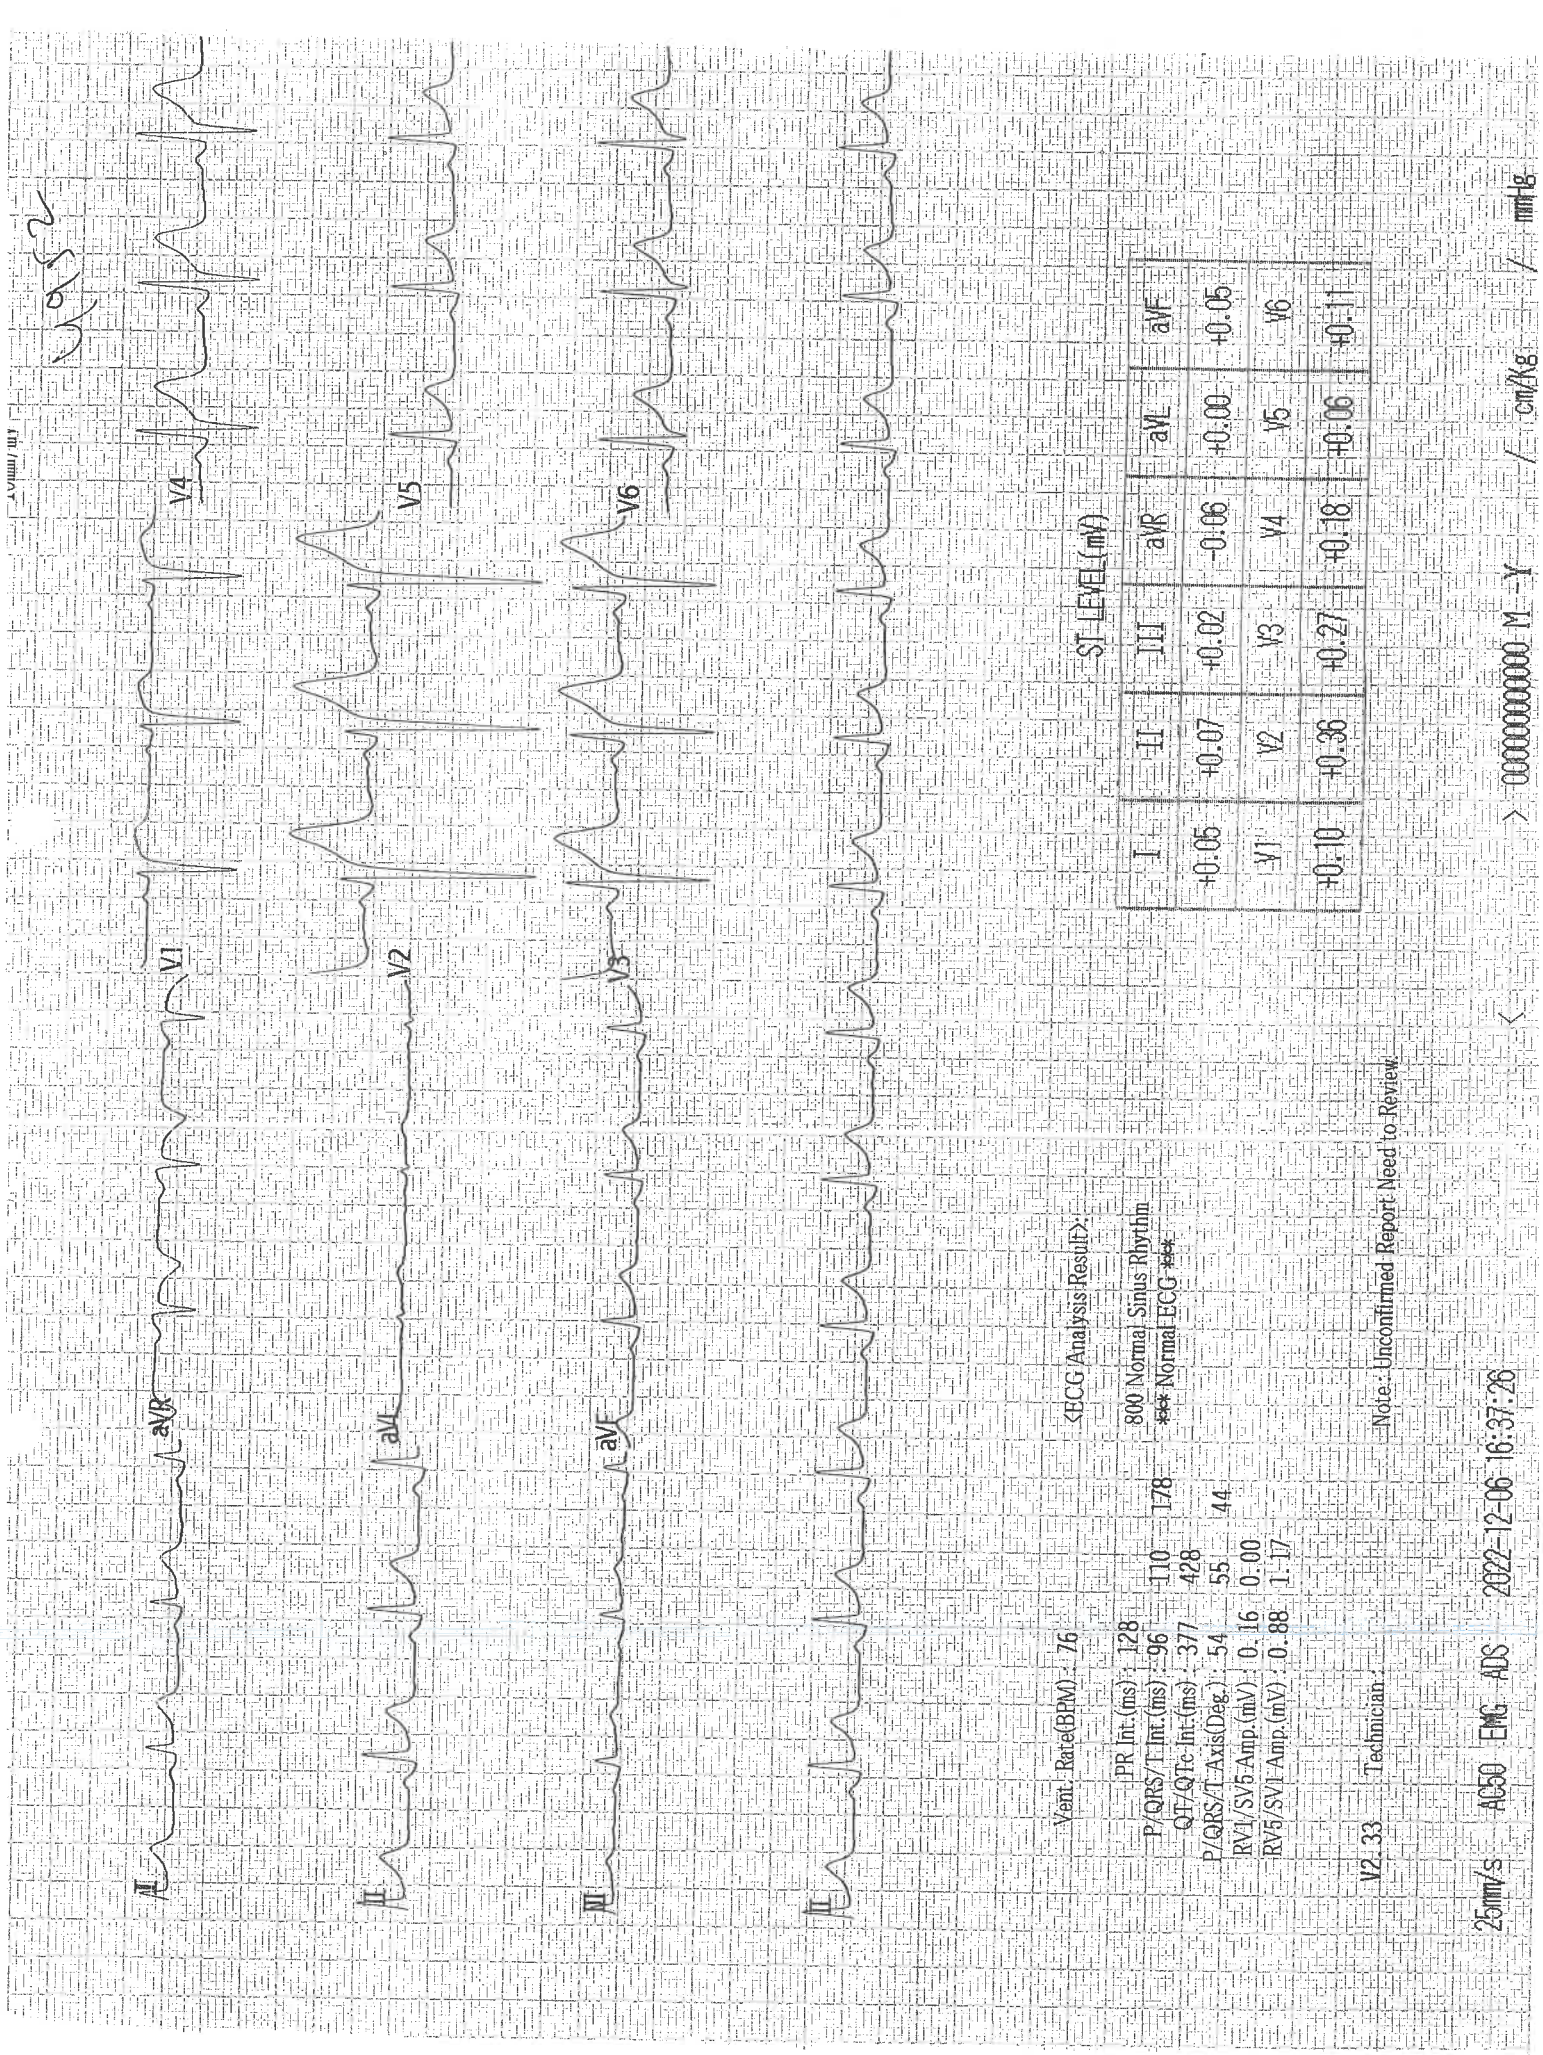 10mm/mV
I
aVR
V1
V4
II
aVL
V2
V5
III
aVF
V3
V6
II
Vent. Rate(BPM) : 76
PR Int.(ms) : 128
P/QRS/T Int.(ms) : 96 110 178
QT/QTc Int.(ms) : 377 428
P/QRS/T Axis(Deg.) : 54 55 44
RV1/SV5 Amp.(mV) : 0.16 0.00
RV5/SV1 Amp.(mV) : 0.88 1.17
<ECG Analysis Result>:
800 Normal Sinus Rhythm
*** Normal ECG ***
ST LEVEL(mV)
I II III aVR aVL aVF
+0.05 +0.07 +0.02 -0.06 +0.00 +0.05
V1 V2 V3 V4 V5 V6
+0.10 +0.36 +0.27 +0.18 +0.06 +0.11
V2.33 Technician :
Note: Unconfirmed Report Need to Review.
25mm/s AC50 EMG ADS 2022-12-06 16:37:26 < > 000000000000 M -Y / cm/Kg / mmHg